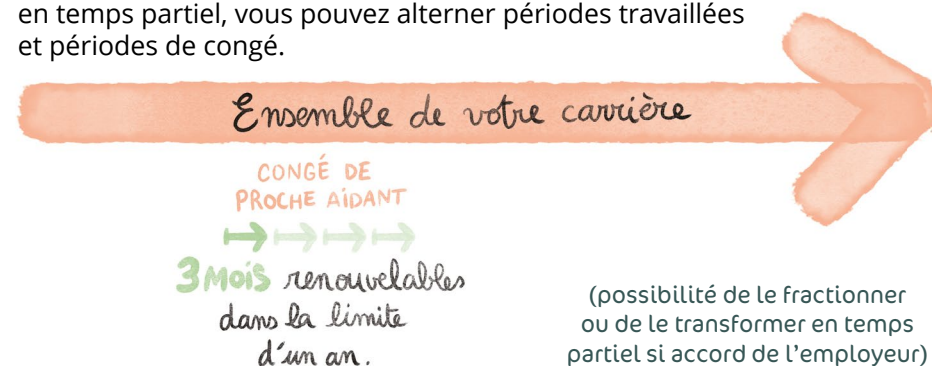 en temps partiel, vous pouvez alterner périodes travaillées
et périodes de congé.
Ensemble de votre carrière
CONGÉ DE
PROCHE AiDANT
3 MOiS renouvelables
dans la limite
d'un an.
(possibilité de le fractionner
ou de le transformer en temps
partiel si accord de l'employeur)